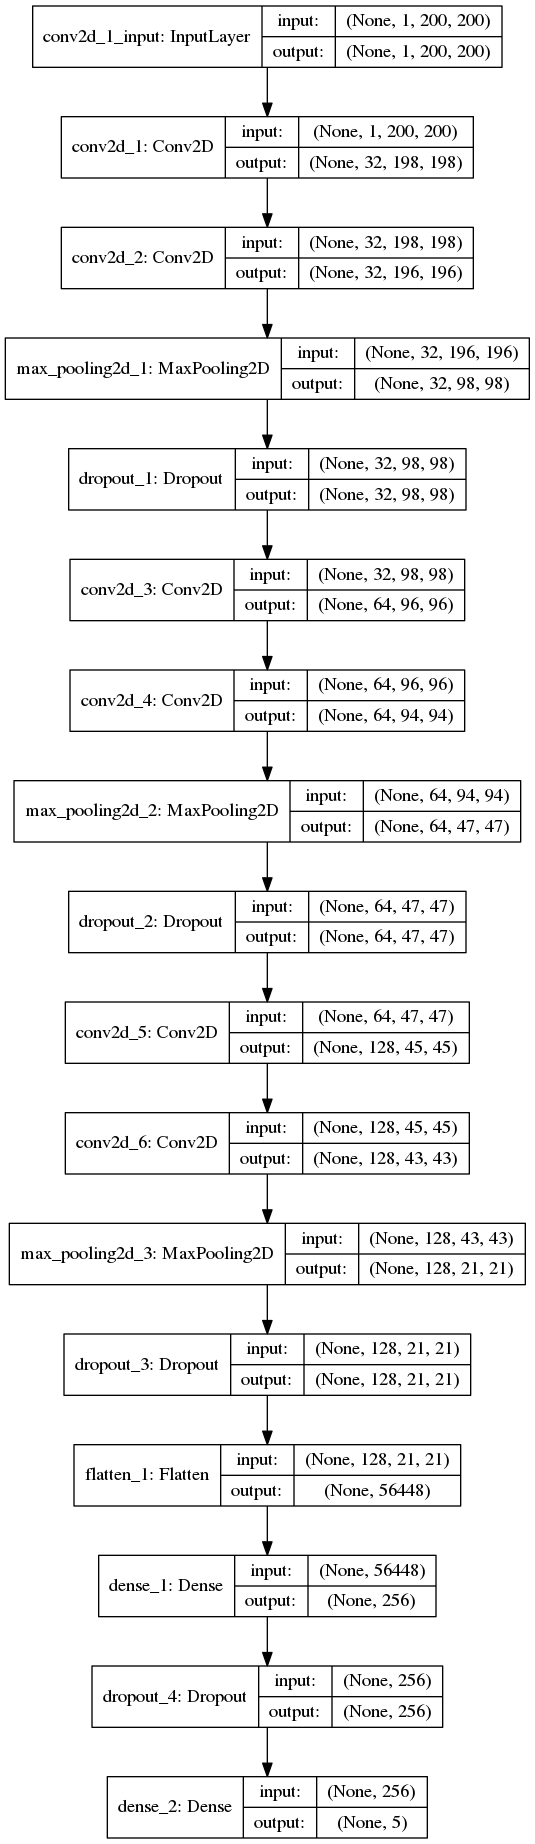 conv2d_1_input: InputLayer
input:
(None, 1, 200, 200)
output:
(None, 1, 200, 200)
conv2d_1: Conv2D
input:
(None, 1, 200, 200)
output:
(None, 32, 198, 198)
conv2d_2: Conv2D
input:
(None, 32, 198, 198)
output:
(None, 32, 196, 196)
max_pooling2d_1: MaxPooling2D
input:
(None, 32, 196, 196)
output:
(None, 32, 98, 98)
dropout_1: Dropout
input:
(None, 32, 98, 98)
output:
(None, 32, 98, 98)
conv2d_3: Conv2D
input:
(None, 32, 98, 98)
output:
(None, 64, 96, 96)
conv2d_4: Conv2D
input:
(None, 64, 96, 96)
output:
(None, 64, 94, 94)
max_pooling2d_2: MaxPooling2D
input:
(None, 64, 94, 94)
output:
(None, 64, 47, 47)
dropout_2: Dropout
input:
(None, 64, 47, 47)
output:
(None, 64, 47, 47)
conv2d_5: Conv2D
input:
(None, 64, 47, 47)
output:
(None, 128, 45, 45)
conv2d_6: Conv2D
input:
(None, 128, 45, 45)
output:
(None, 128, 43, 43)
max_pooling2d_3: MaxPooling2D
input:
(None, 128, 43, 43)
output:
(None, 128, 21, 21)
dropout_3: Dropout
input:
(None, 128, 21, 21)
output:
(None, 128, 21, 21)
flatten_1: Flatten
input:
(None, 128, 21, 21)
output:
(None, 56448)
dense_1: Dense
input:
(None, 56448)
output:
(None, 256)
dropout_4: Dropout
input:
(None, 256)
output:
(None, 256)
dense_2: Dense
input:
(None, 256)
output:
(None, 5)